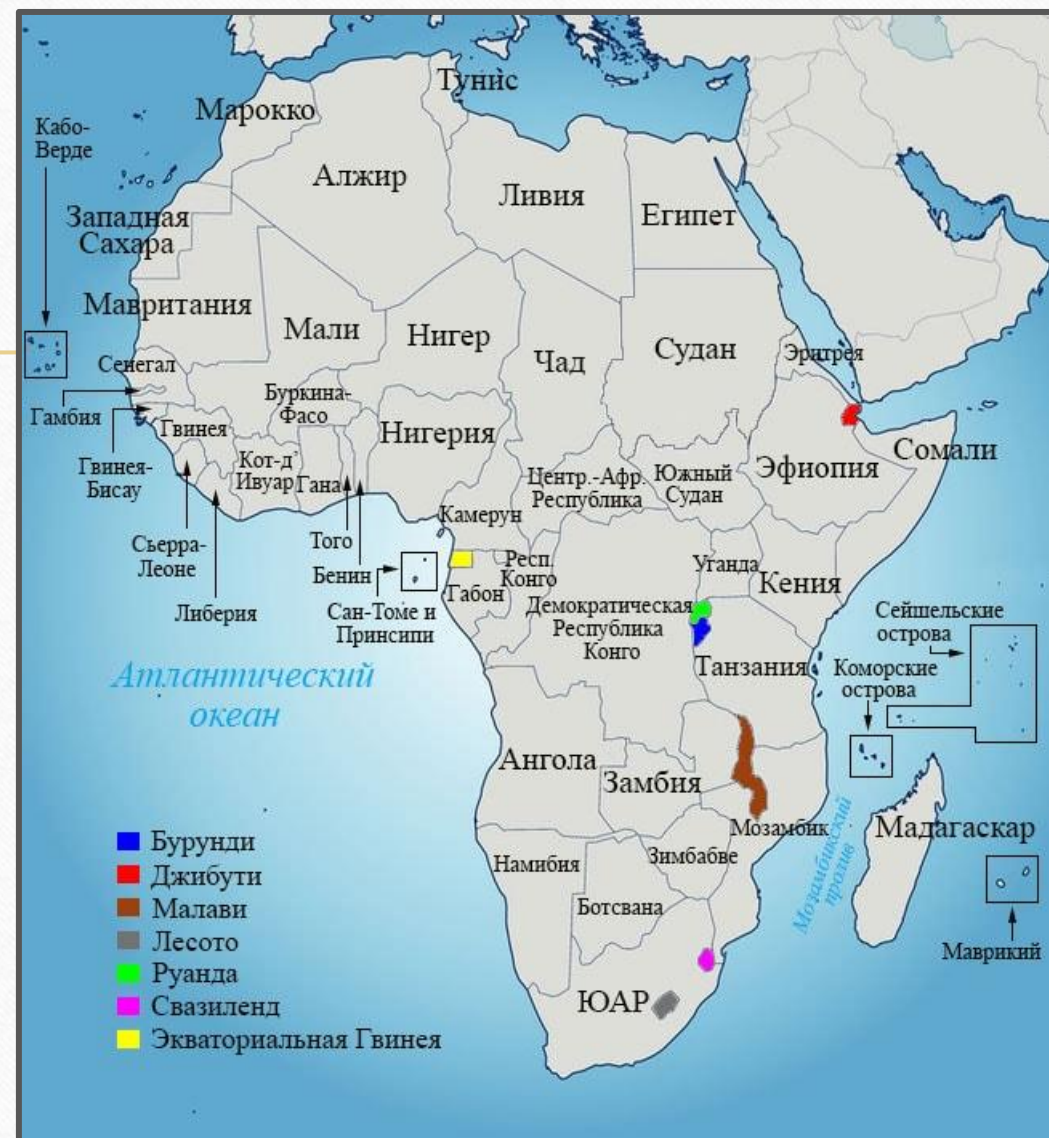 Тунис
Марокко
Кабо-
Верде
Алжир
Ливия
Египет
Западная
Сахара
Мавритания
Мали
Нигер
Чад
Судан
Эритрея
Сенегал
Гамбия
Буркина-
Фасо
Гвинея
Нигерия
Гвинея-
Бисау
Кот-д'
Ивуар
Гана
Центр.-Афр.
Республика
Южный
Судан
Эфиопия
Сомали
Камерун
Сьерра-
Леоне
Того
Бенин
Либерия
Сан-Томе и
Принсипи
Габон
Респ.
Конго
Уганда
Кения
Демократическая
Республика
Конго
Танзания
Сейшельские
острова
Коморские
острова
Атлантический
океан
Ангола
Замбия
Мозамбик
Мадагаскар
Мозамбикский
пролив
Намибия
Зимбабве
Ботсвана
Маврикий
ЮАР
Бурунди
Джибути
Малави
Лесото
Руанда
Свазиленд
Экваториальная Гвинея